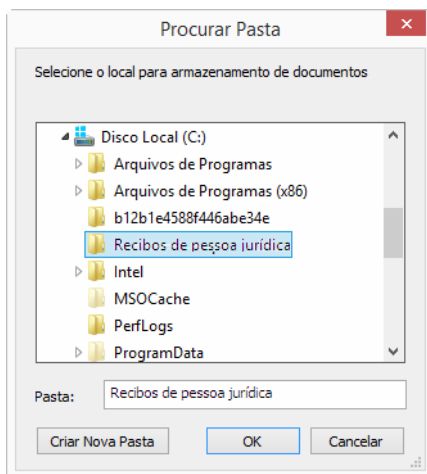 Procurar Pasta
Selecione o local para armazenamento de documentos
Disco Local (C:)
Arquivos de Programas
Arquivos de Programas (x86)
b12b1e4588f446abe34e
Recibos de pessoa jurídica
Intel
MSOCache
PerfLogs
ProgramData
Pasta: Recibos de pessoa jurídica
Criar Nova Pasta OK Cancelar